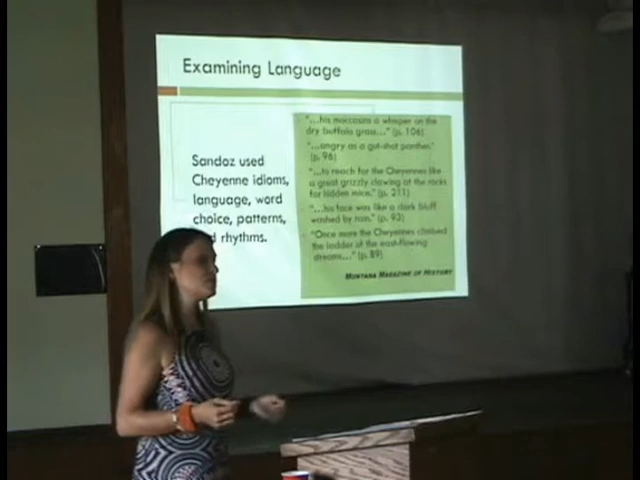 Examining Language
Sandoz used
Cheyenne idioms,
language, word
choice, patterns,
rhythms.
"...his moccasins a whisper on the
dry buffalo grass..." (p. 106)
"...angry as a gut-shot panther."
(p. 96)
"...to reach for the Cheyennes like
a great grizzly clawing at the rocks
for hidden mice." (p. 211)
"...his face was like a dark bluff
washed by rain." (p. 93)
"Once more the Cheyennes climbed
the ladder of the east-flowing
streams..." (p. 89)
MONTANA MAGAZINE OF HISTORY